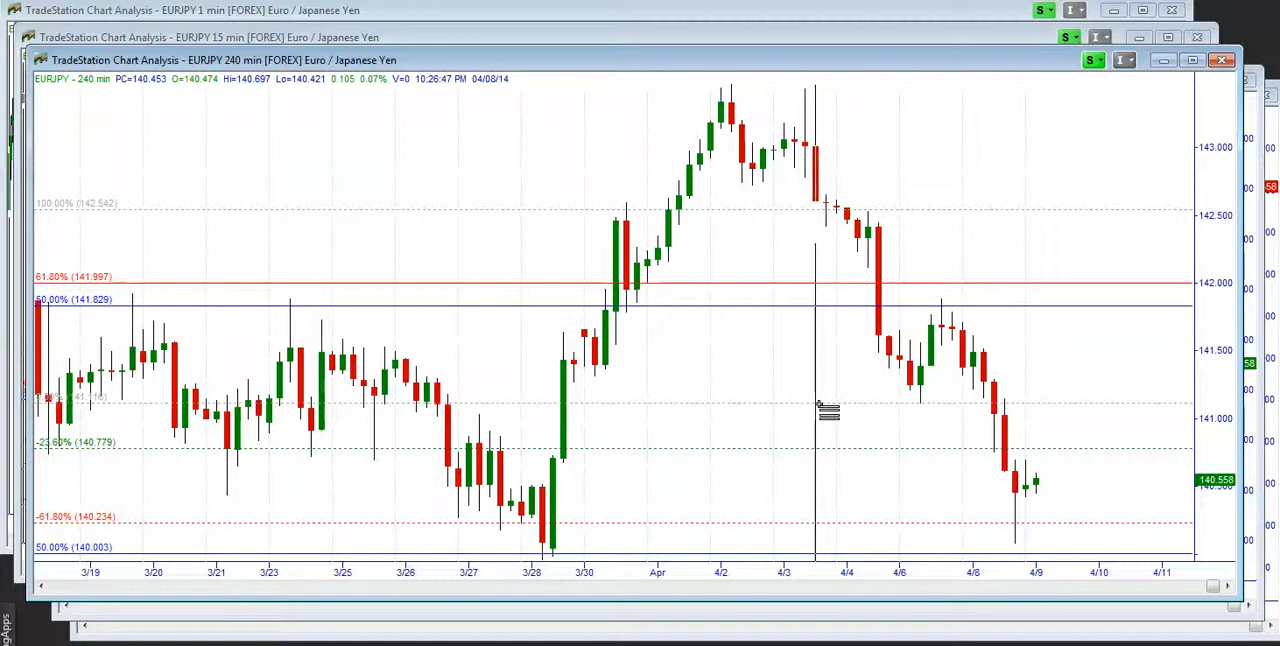 TradeStation Chart Analysis - EURJPY 1 min [FOREX] Euro / Japanese Yen
S I
TradeStation Chart Analysis - EURJPY 15 min [FOREX] Euro / Japanese Yen
S I
TradeStation Chart Analysis - EURJPY 240 min [FOREX] Euro / Japanese Yen
S I
EURJPY - 240 min PC=140.453 O=140.474 Hi=140.697 Lo=140.421 0.105 0.07% V=0 10:26:47 PM 04/08/14
143.000
58
100.00% (142.542)
142.500
61.80% (141.997)
142.000
50.00% (141.829)
141.500
58
141.000
-23.60% (140.779)
140.558
-61.80% (140.234)
50.00% (140.003)
3/19 3/20 3/21 3/23 3/25 3/26 3/27 3/28 3/30 Apr 4/2 4/3 4/4 4/6 4/8 4/9 4/10 4/11
ngApps